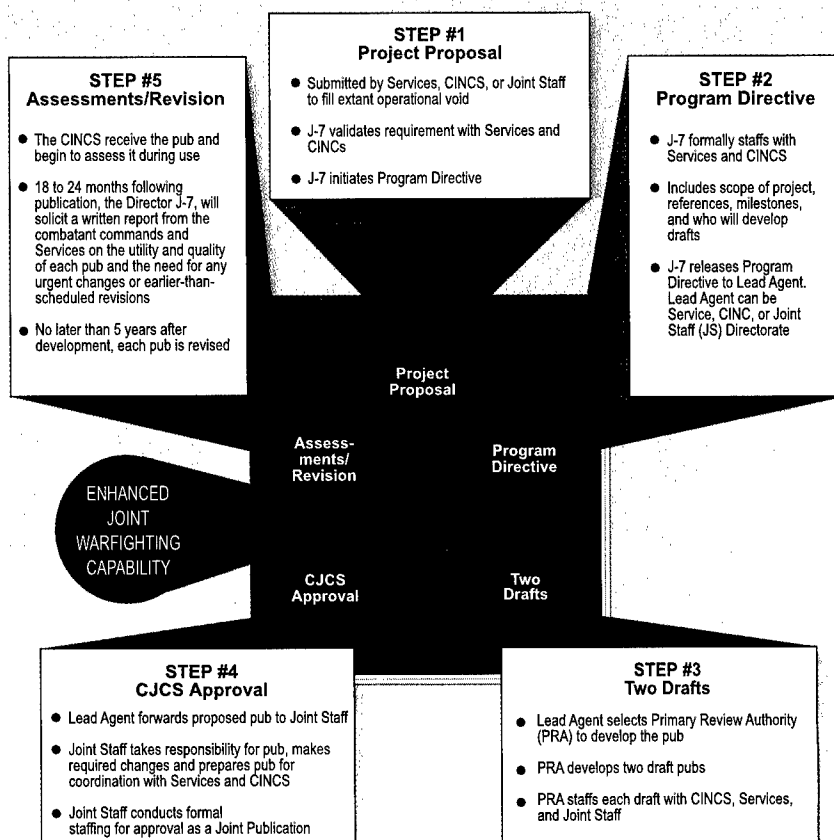 STEP #1
Project Proposal
● Submitted by Services, CINCS, or Joint Staff
to fill extant operational void
● J-7 validates requirement with Services and
CINCs
● J-7 initiates Program Directive
STEP #5
Assessments/Revision
● The CINCS receive the pub and
begin to assess it during use
● 18 to 24 months following
publication, the Director J-7, will
solicit a written report from the
combatant commands and
Services on the utility and quality
of each pub and the need for any
urgent changes or earlier-than-
scheduled revisions
● No later than 5 years after
development, each pub is revised
STEP #2
Program Directive
● J-7 formally staffs with
Services and CINCS
● Includes scope of project,
references, milestones,
and who will develop
drafts
● J-7 releases Program
Directive to Lead Agent.
Lead Agent can be
Service, CINC, or Joint
Staff (JS) Directorate
Project
Proposal
Assess-
ments/
Revision
Program
Directive
ENHANCED
JOINT
WARFIGHTING
CAPABILITY
CJCS
Approval
Two
Drafts
STEP #4
CJCS Approval
● Lead Agent forwards proposed pub to Joint Staff
● Joint Staff takes responsibility for pub, makes
required changes and prepares pub for
coordination with Services and CINCS
● Joint Staff conducts formal
staffing for approval as a Joint Publication
STEP #3
Two Drafts
● Lead Agent selects Primary Review Authority
(PRA) to develop the pub
● PRA develops two draft pubs
● PRA staffs each draft with CINCS, Services,
and Joint Staff